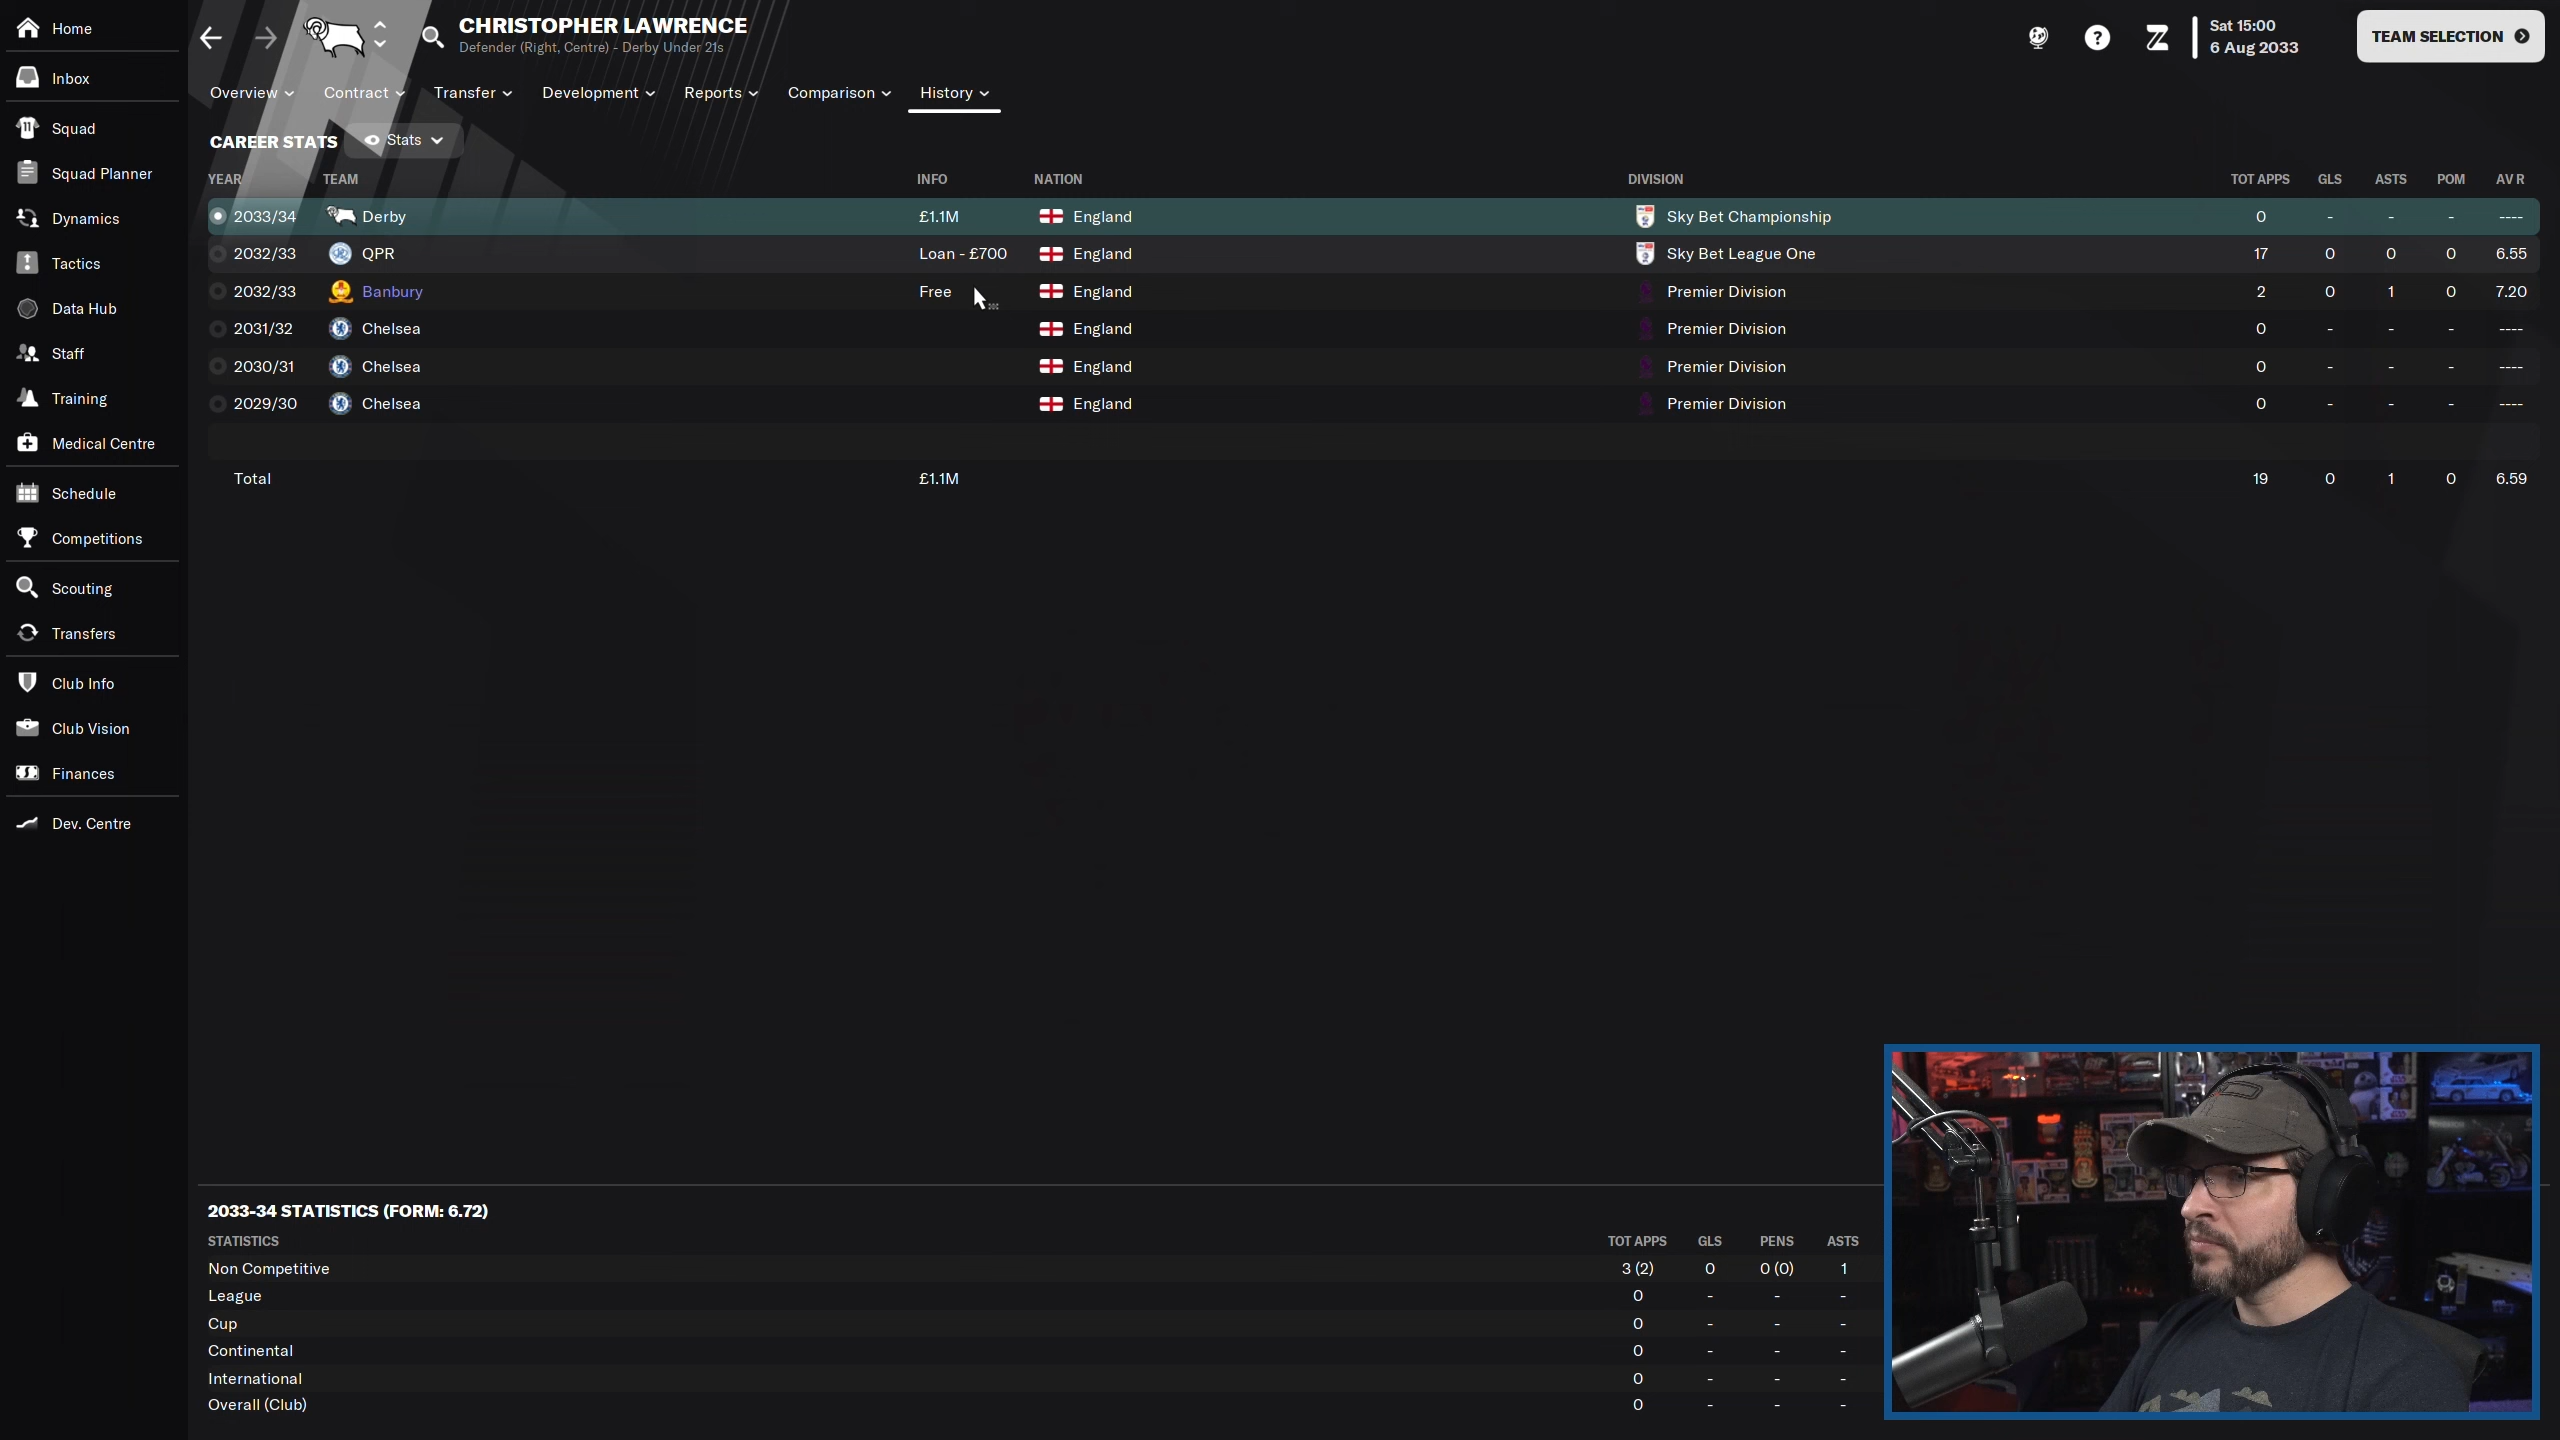 CHRISTOPHER LAWRENCE
Defender (Right, Centre) - Derby Under 21s
Sat 15:00
6 Aug 2033
TEAM SELECTION
Home
Inbox
Squad
Squad Planner
Dynamics
Tactics
Data Hub
Staff
Training
Medical Centre
Schedule
Competitions
Scouting
Transfers
Club Info
Club Vision
Finances
Dev. Centre
Overview Contract Transfer Development Reports Comparison History
CAREER STATS Stats
YEAR TEAM INFO NATION DIVISION TOT APPS GLS ASTS POM AV R
2033/34 Derby £1.1M England Sky Bet Championship 0 - - - ----
2032/33 QPR Loan - £700 England Sky Bet League One 17 0 0 0 6.55
2032/33 Banbury Free England Premier Division 2 0 1 0 7.20
2031/32 Chelsea England Premier Division 0 - - - ----
2030/31 Chelsea England Premier Division 0 - - - ----
2029/30 Chelsea England Premier Division 0 - - - ----
Total £1.1M 19 0 1 0 6.59
2033-34 STATISTICS (FORM: 6.72)
STATISTICS TOT APPS GLS PENS ASTS
Non Competitive 3 (2) 0 0 (0) 1
League 0 - - -
Cup 0 - - -
Continental 0 - - -
International 0 - - -
Overall (Club) 0 - - -